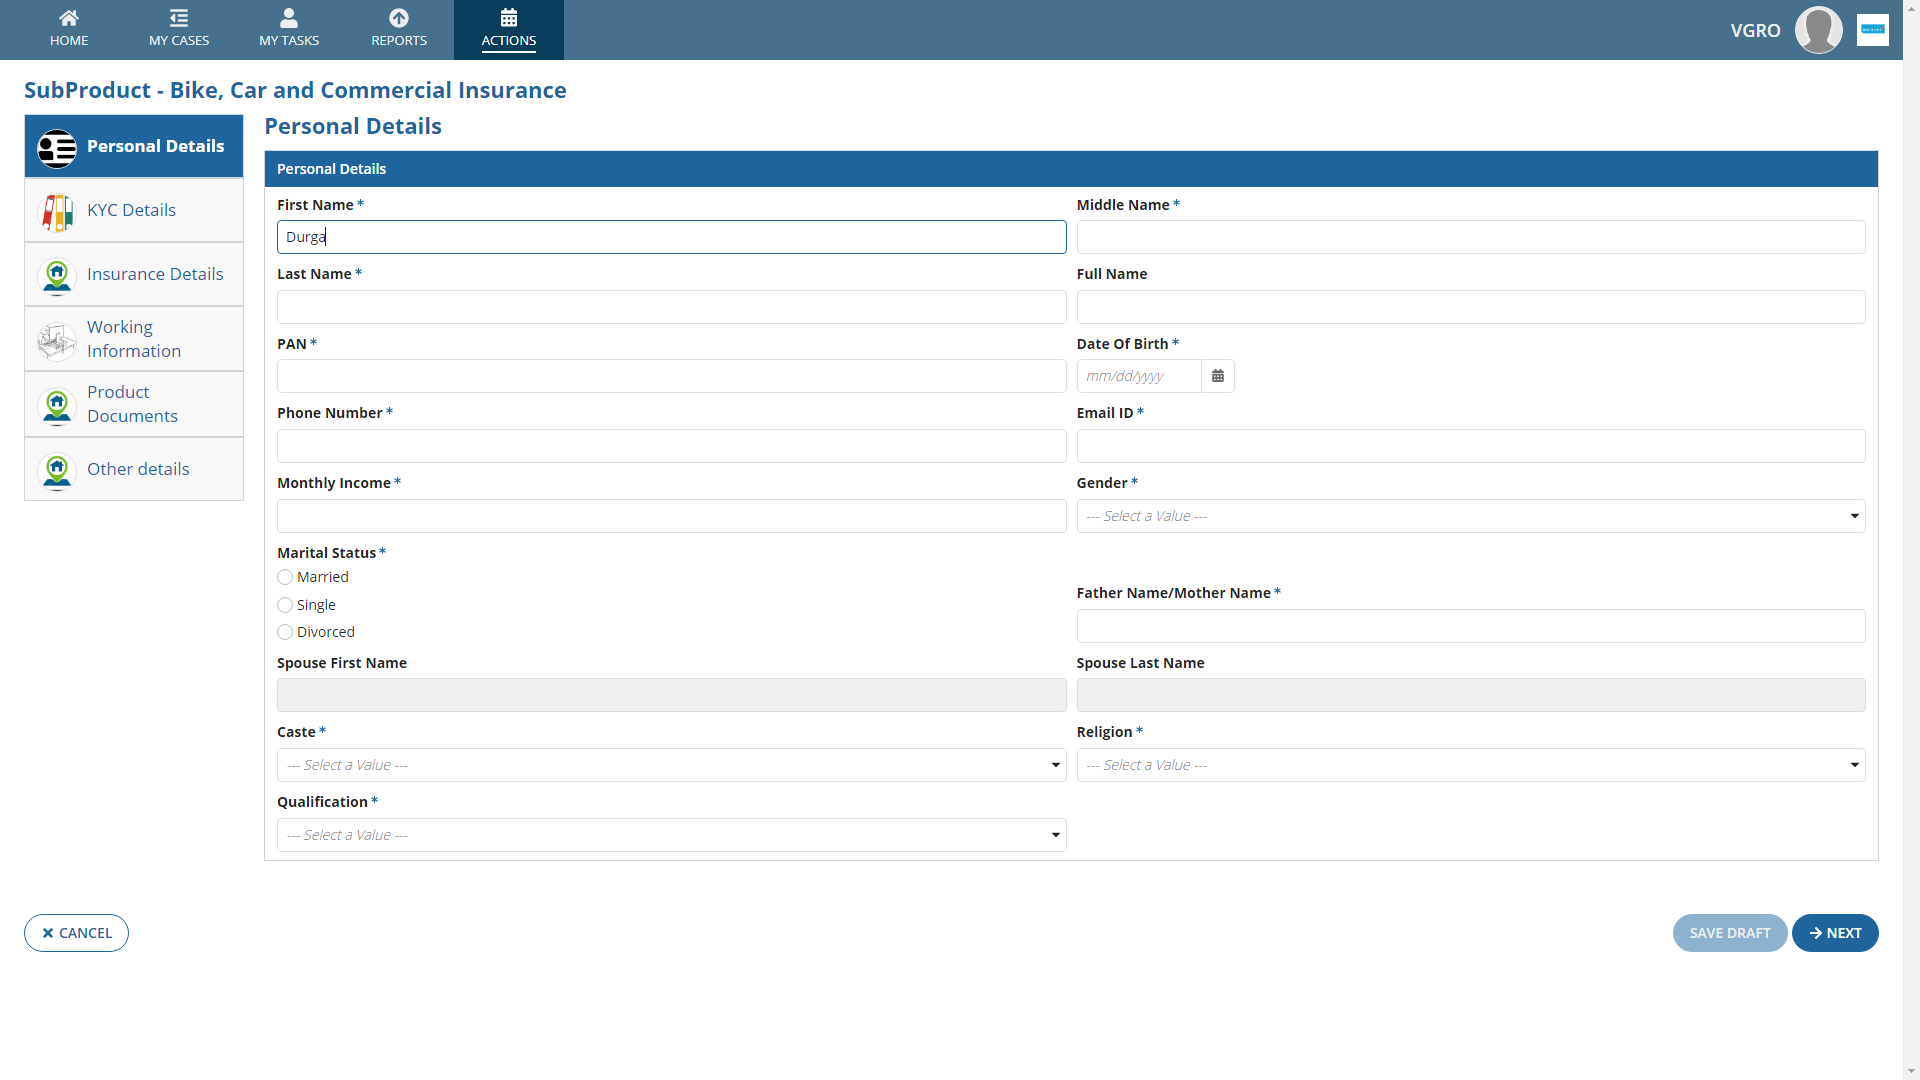 HOME
MY CASES
MY TASKS
REPORTS
ACTIONS
VGRO
SubProduct - Bike, Car and Commercial Insurance
Personal Details
KYC Details
Insurance Details
Working
Information
Product
Documents
Other details
Personal Details
Personal Details
First Name *
Durga
Middle Name *
Last Name *
Full Name
PAN *
Date Of Birth *
mm/dd/yyyy
Phone Number *
Email ID *
Monthly Income *
Gender *
--- Select a Value ---
Marital Status *
Married
Single
Divorced
Father Name/Mother Name *
Spouse First Name
Spouse Last Name
Caste *
--- Select a Value ---
Religion *
--- Select a Value ---
Qualification *
--- Select a Value ---
CANCEL
SAVE DRAFT
NEXT